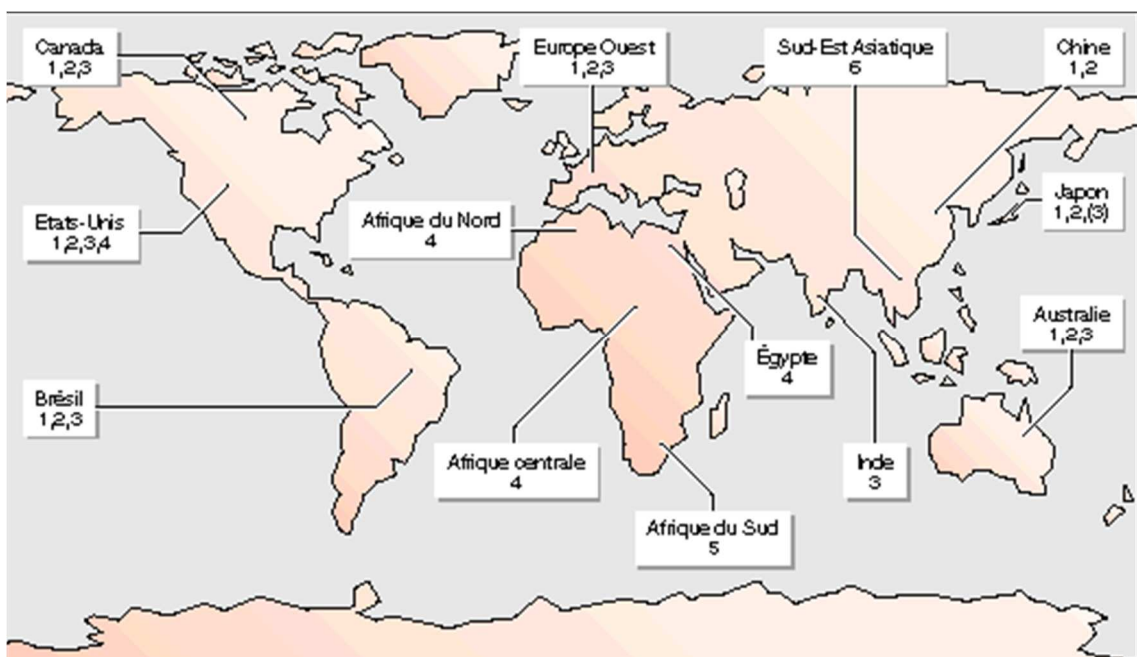 Canada
1,2,3
Europe Ouest
1,2,3
Sud-Est Asiatique
6
Chine
1,2
Etats-Unis
1,2,3,4
Afrique du Nord
4
Japon
1,2,(3)
Australie
1,2,3
Égypte
4
Brésil
1,2,3
Afrique centrale
4
Inde
3
Afrique du Sud
5